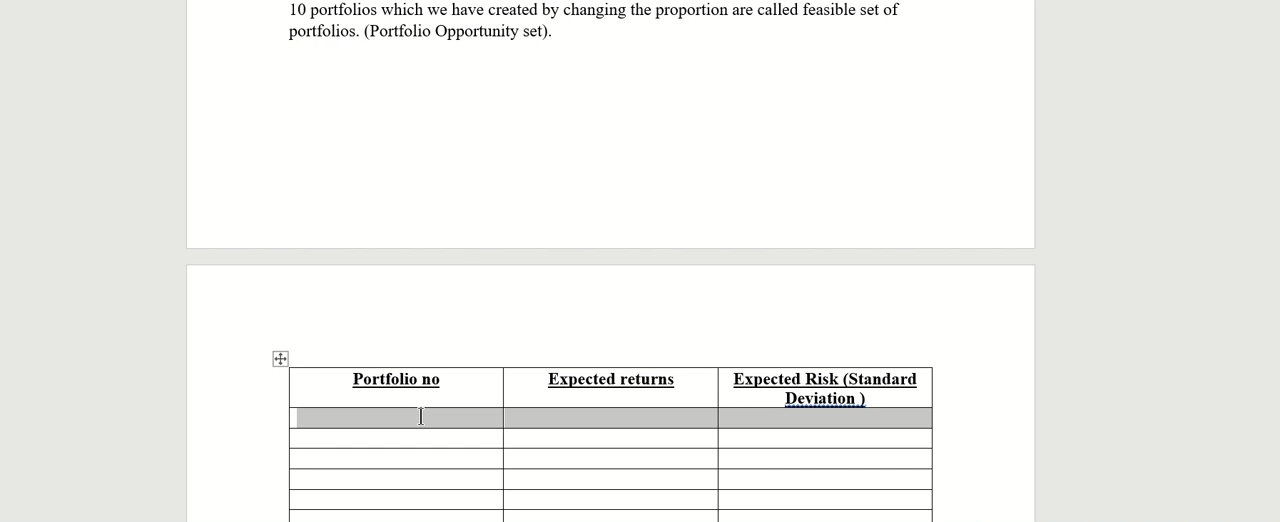 10 portfolios which we have created by changing the proportion are called feasible set of
portfolios. (Portfolio Opportunity set).
Portfolio no
Expected returns
Expected Risk (Standard
Deviation )